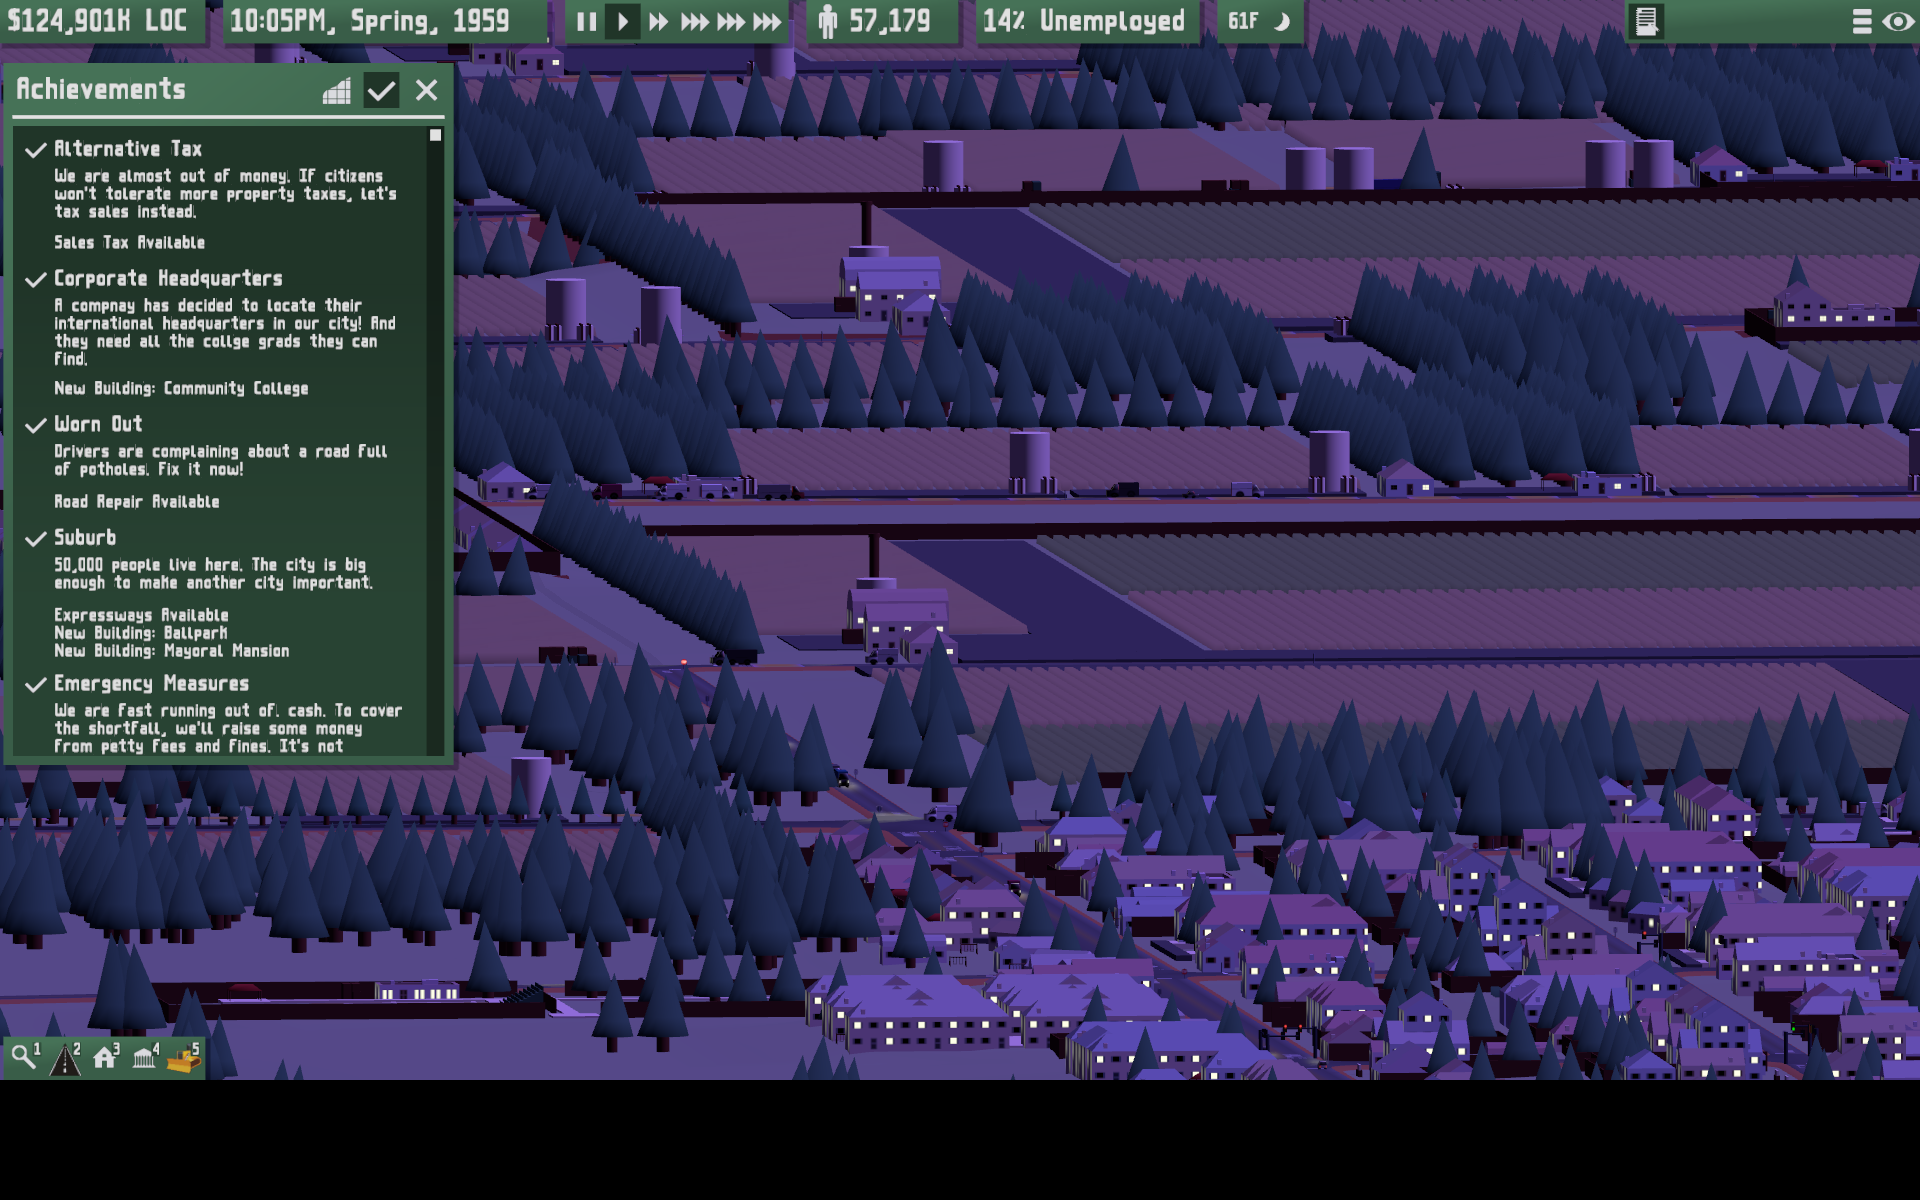 $124,901K LOC
10:05PM, Spring, 1959
57,179
14% Unemployed
61F
Achievements
Alternative Tax
We are almost out of money. If citizens
won't tolerate more property taxes, let's
tax sales instead.
Sales Tax Available
Corporate Headquarters
A compnay has decided to locate their
international headquarters in our city! And
they need all the collge grads they can
find.
New Building: Community College
Worn Out
Drivers are complaining about a road full
of potholes. Fix it now!
Road Repair Available
Suburb
50,000 people live here. The city is big
enough to make another city important.
Expressways Available
New Building: Ballpark
New Building: Mayoral Mansion
Emergency Measures
We are fast running out of. cash. To cover
the shortfall, we'll raise some money
from petty fees and fines. It's not
1 2 3 4 5